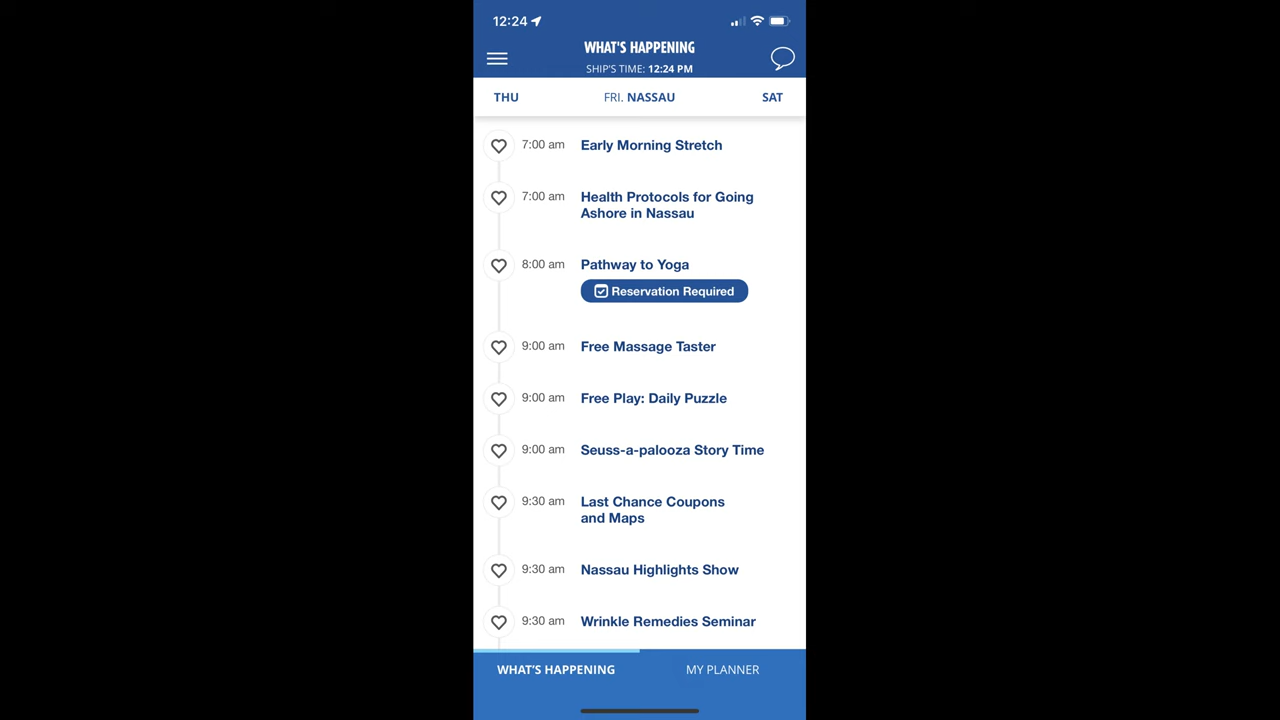 12:24
WHAT'S HAPPENING
SHIP'S TIME: 12:24 PM
THU
FRI. NASSAU
SAT
7:00 am Early Morning Stretch
7:00 am Health Protocols for Going
Ashore in Nassau
8:00 am Pathway to Yoga
Reservation Required
9:00 am Free Massage Taster
9:00 am Free Play: Daily Puzzle
9:00 am Seuss-a-palooza Story Time
9:30 am Last Chance Coupons
and Maps
9:30 am Nassau Highlights Show
9:30 am Wrinkle Remedies Seminar
WHAT'S HAPPENING
MY PLANNER